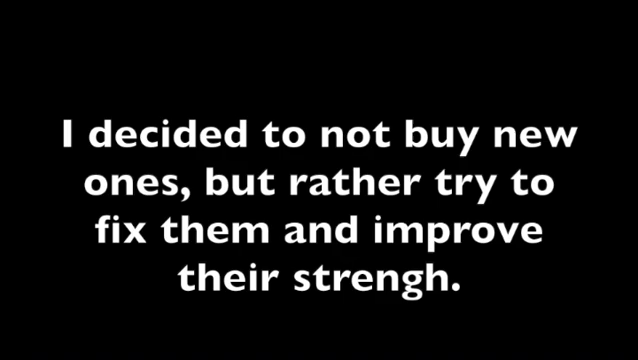 I decided to not buy new
ones, but rather try to
fix them and improve
their strengh.